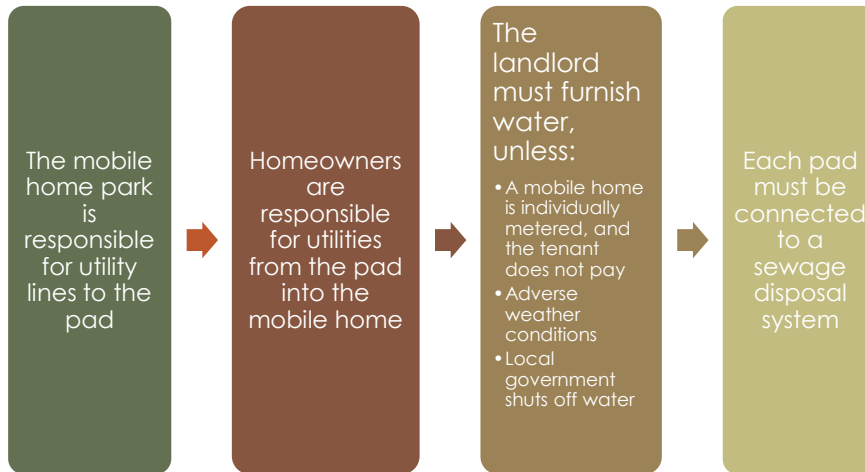 The mobile
home park
is
responsible
for utility
lines to the
pad
Homeowners
are
responsible
for utilities
from the pad
into the
mobile home
The
landlord
must furnish
water,
unless:
•A mobile home
is individually
metered, and
the tenant
does not pay
•Adverse
weather
conditions
•Local
government
shuts off water
Each pad
must be
connected
to a
sewage
disposal
system